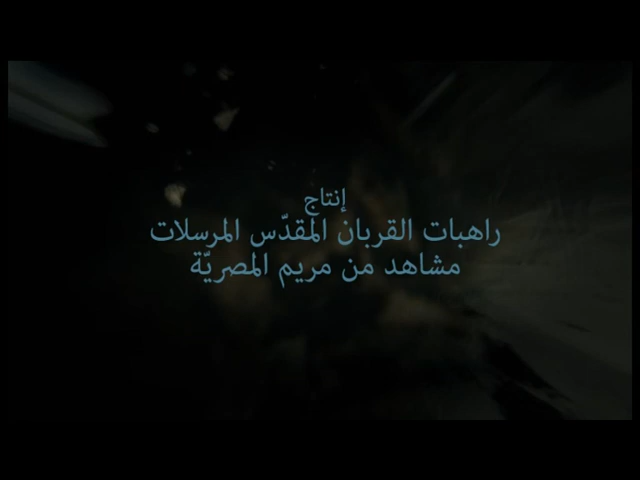 إنتاج
راهبات القربان المقدّس المرسلات
مشاهد من مريم المصريّة